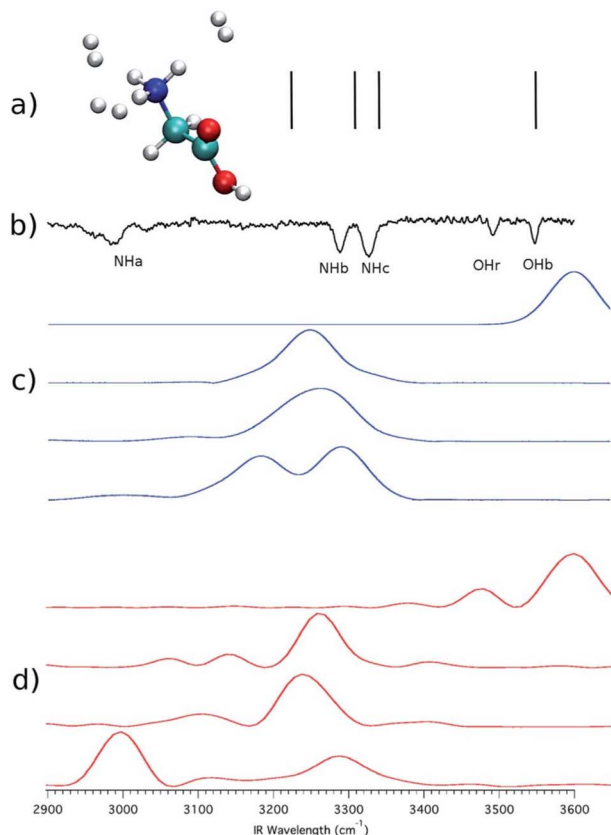 a)
b)
NHa
NHb
NHc
OHr
OHb
c)
d)
2900 3000 3100 3200 3300 3400 3500 3600
IR Wavelength (cm⁻¹)